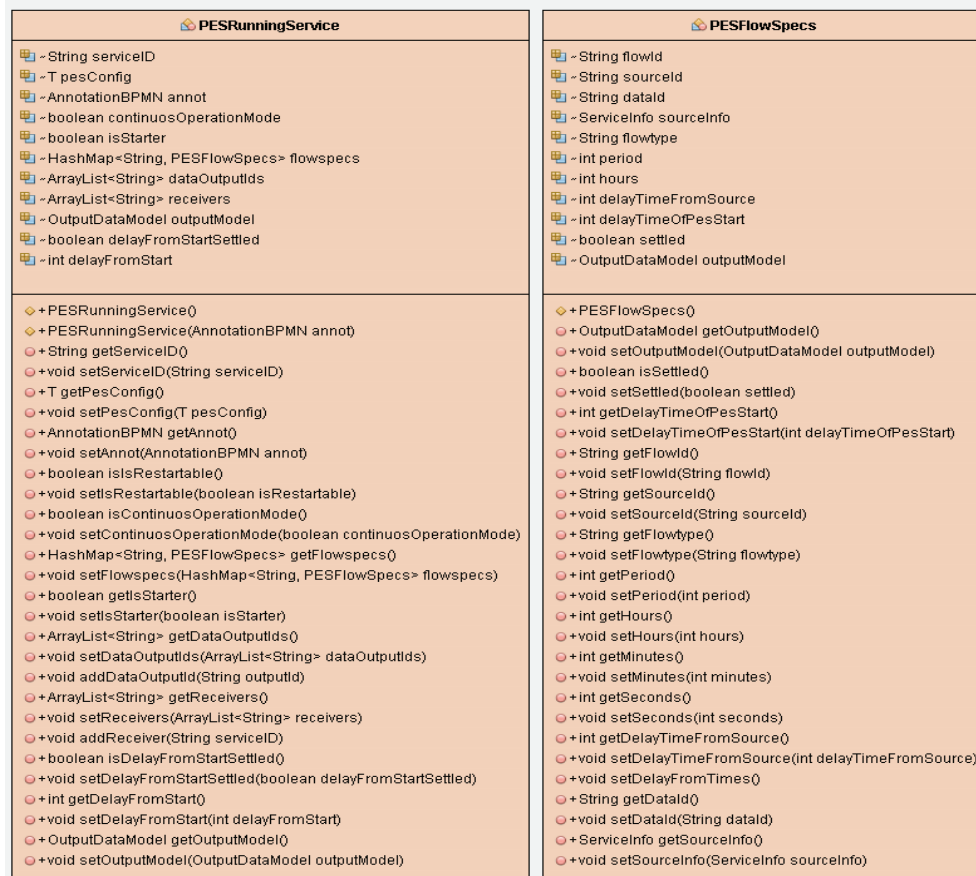 PESRunningService
~String serviceID
~T pesConfig
~AnnotationBPMN annot
~boolean continuosOperationMode
~boolean isStarter
~HashMap<String, PESFlowSpecs> flowspecs
~ArrayList<String> dataOutputIds
~ArrayList<String> receivers
~OutputDataModel outputModel
~boolean delayFromStartSettled
~int delayFromStart
+PESRunningService()
+PESRunningService(AnnotationBPMN annot)
+String getServiceID()
+void setServiceID(String serviceID)
+T getPesConfig()
+void setPesConfig(T pesConfig)
+AnnotationBPMN getAnnot()
+void setAnnot(AnnotationBPMN annot)
+boolean isIsRestartable()
+void setIsRestartable(boolean isRestartable)
+boolean isContinuosOperationMode()
+void setContinuosOperationMode(boolean continuosOperationMode)
+HashMap<String, PESFlowSpecs> getFlowspecs()
+void setFlowspecs(HashMap<String, PESFlowSpecs> flowspecs)
+boolean getIsStarter()
+void setIsStarter(boolean isStarter)
+ArrayList<String> getDataOutputIds()
+void setDataOutputIds(ArrayList<String> dataOutputIds)
+void addDataOutputId(String outputId)
+ArrayList<String> getReceivers()
+void setReceivers(ArrayList<String> receivers)
+void addReceiver(String serviceID)
+boolean isDelayFromStartSettled()
+void setDelayFromStartSettled(boolean delayFromStartSettled)
+int getDelayFromStart()
+void setDelayFromStart(int delayFromStart)
+OutputDataModel getOutputModel()
+void setOutputModel(OutputDataModel outputModel)
PESFlowSpecs
~String flowId
~String sourceId
~String dataId
~ServiceInfo sourceInfo
~String flowtype
~int period
~int hours
~int delayTimeFromSource
~int delayTimeOfPesStart
~boolean settled
~OutputDataModel outputModel
+PESFlowSpecs()
+OutputDataModel getOutputModel()
+void setOutputModel(OutputDataModel outputModel)
+boolean isSettled()
+void setSettled(boolean settled)
+int getDelayTimeOfPesStart()
+void setDelayTimeOfPesStart(int delayTimeOfPesStart)
+String getFlowId()
+void setFlowId(String flowId)
+String getSourceId()
+void setSourceId(String sourceId)
+String getFlowtype()
+void setFlowtype(String flowtype)
+int getPeriod()
+void setPeriod(int period)
+int getHours()
+void setHours(int hours)
+int getMinutes()
+void setMinutes(int minutes)
+int getSeconds()
+void setSeconds(int seconds)
+int getDelayTimeFromSource()
+void setDelayTimeFromSource(int delayTimeFromSource)
+void setDelayFromTimes()
+String getDataId()
+void setDataId(String dataId)
+ServiceInfo getSourceInfo()
+void setSourceInfo(ServiceInfo sourceInfo)